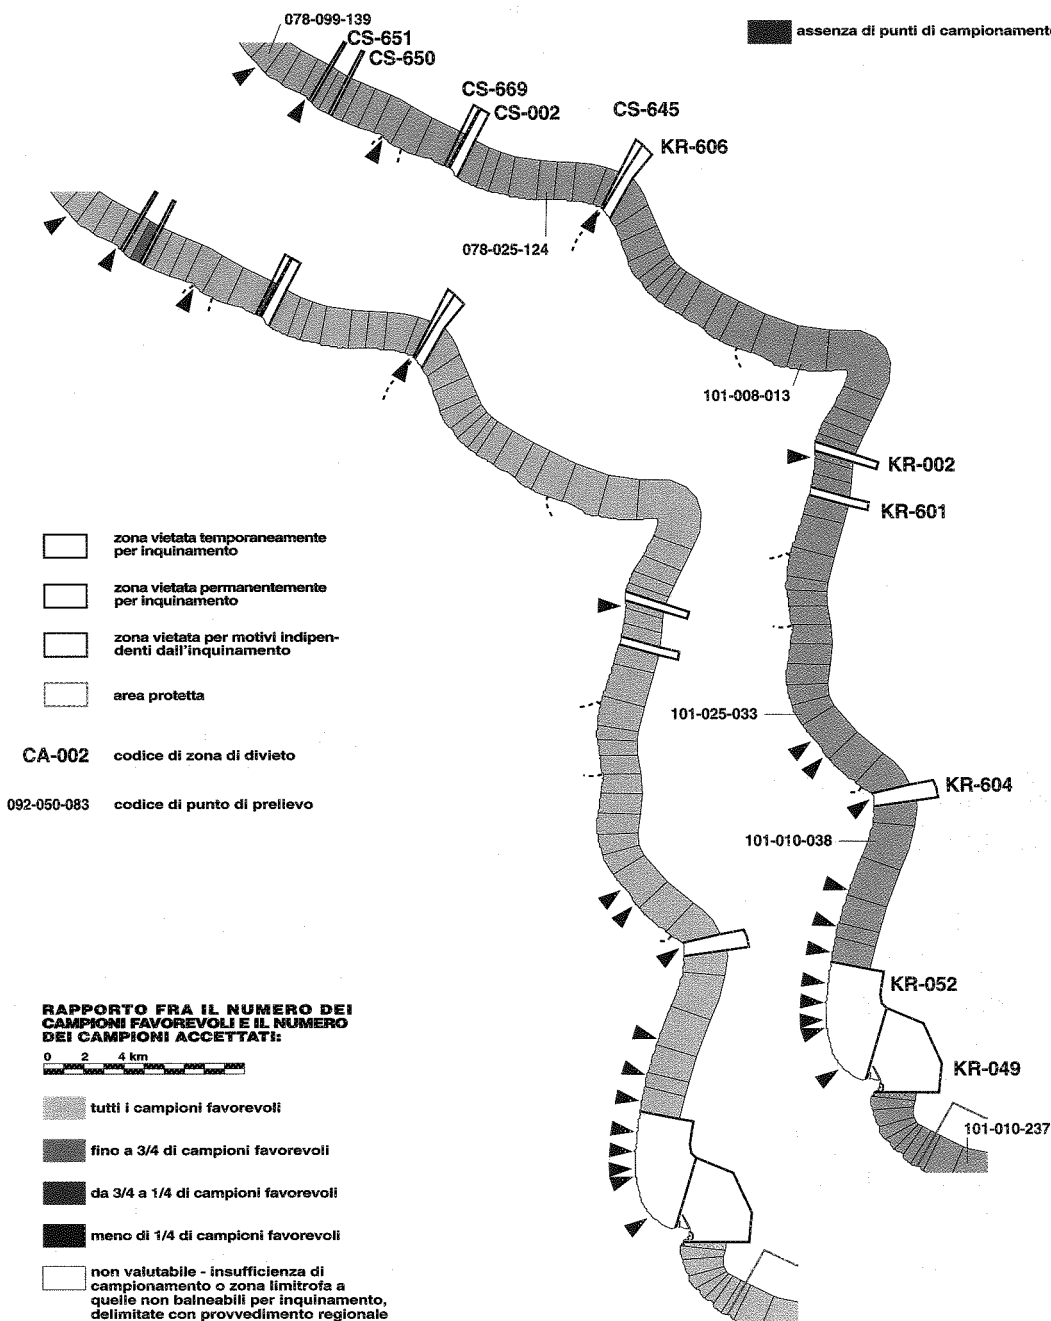 078-099-139
CS-651
CS-650
CS-669
CS-002
CS-645
KR-606
assenza di punti di campionament
078-025-124
101-008-013
KR-002
KR-601
zona vietata temporaneamente
per inquinamento
zona vietata permanentemente
per inquinamento
zona vietata per motivi indipen-
denti dall'inquinamento
area protetta
CA-002 codice di zona di divieto
092-050-083 codice di punto di prelievo
101-025-033
KR-604
101-010-038
KR-052
KR-049
101-010-237
RAPPORTO FRA IL NUMERO DEI
CAMPIONI FAVOREVOLI E IL NUMERO
DEI CAMPIONI ACCETTATI:
0 2 4 km
tutti i campioni favorevoli
fino a 3/4 di campioni favorevoli
da 3/4 a 1/4 di campioni favorevoli
meno di 1/4 di campioni favorevoli
non valutabile - insufficienza di
campionamento o zona limitrofa a
quelle non balneabili per inquinamento,
delimitate con provvedimento regionale